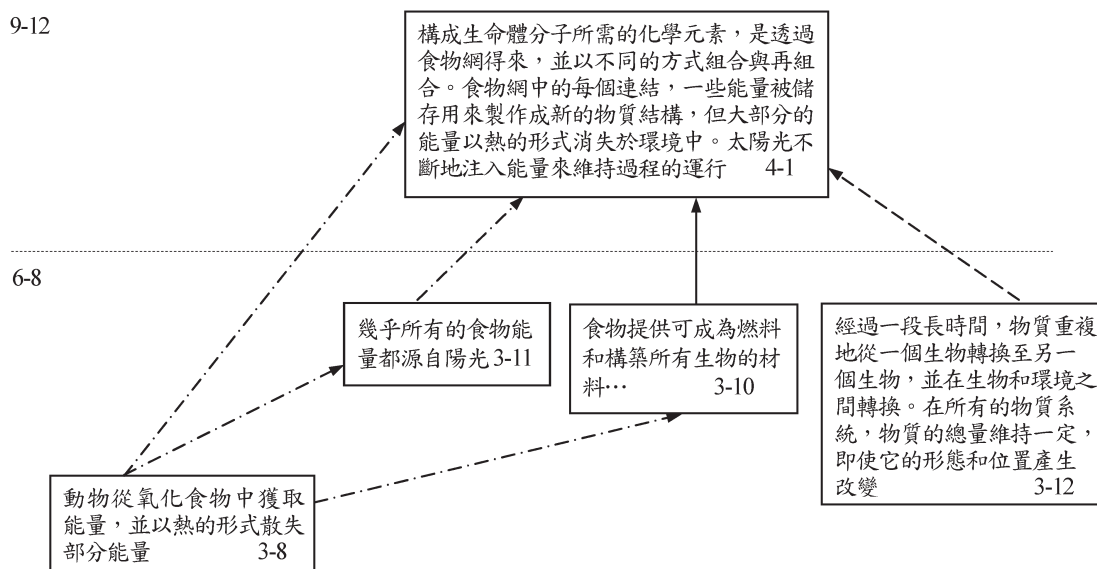 9-12
構成生命體分子所需的化學元素，是透過
食物網得來，並以不同的方式組合與再組
合。食物網中的每個連結，一些能量被儲
存用來製作成新的物質結構，但大部分的
能量以熱的形式消失於環境中。太陽光不
斷地注入能量來維持過程的運行 4-1
6-8
幾乎所有的食物能
量都源自陽光3-11
食物提供可成為燃料
和構築所有生物的材
料⋯ 3-10
經過一段長時間，物質重複
地從一個生物轉換至另一
個生物，並在生物和環境之
間轉換。在所有的物質系
統，物質的總量維持一定，
即使它的形態和位置產生
改變 3-12
動物從氧化食物中獲取
能量，並以熱的形式散失
部分能量 3-8